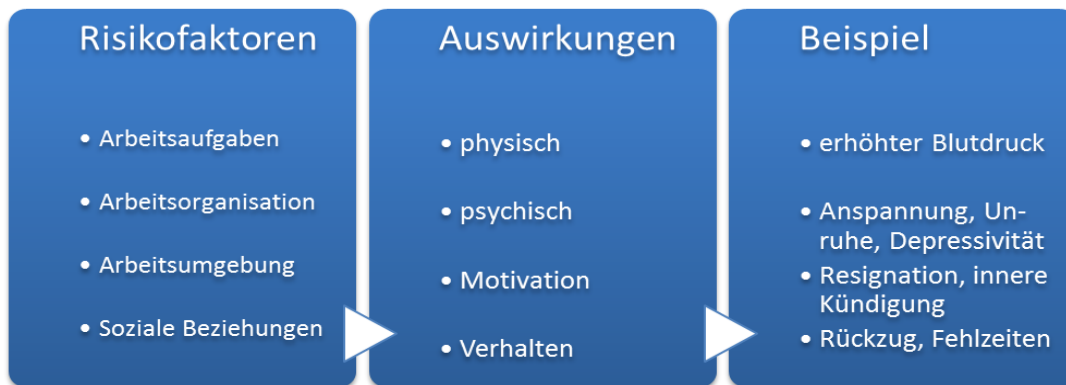 Risikofaktoren
• Arbeitsaufgaben
• Arbeitsorganisation
• Arbeitsumgebung
• Soziale Beziehungen
Auswirkungen
• physisch
• psychisch
• Motivation
• Verhalten
Beispiel
• erhöhter Blutdruck
• Anspannung, Un-
ruhe, Depressivität
• Resignation, innere
Kündigung
• Rückzug, Fehlzeiten